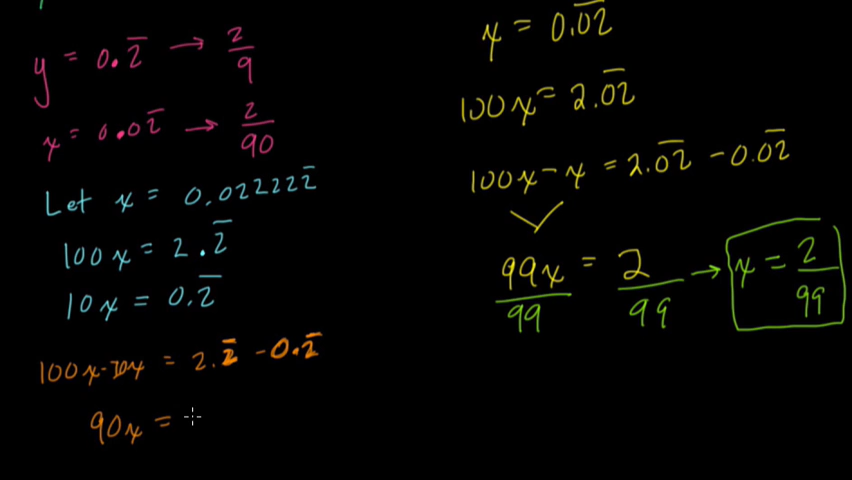 y = 0.2̅ → 2/9
x = 0.02̅ → 2/90
Let x = 0.022222̅
100x = 2.2̅
10x = 0.2̅
100x-10x = 2.2̅ - 0.2̅
90x =
x = 0.0̅2̅
100x = 2.0̅2̅
100x - x = 2.0̅2̅ - 0.0̅2̅
99x/99 = 2/99 → x = 2/99